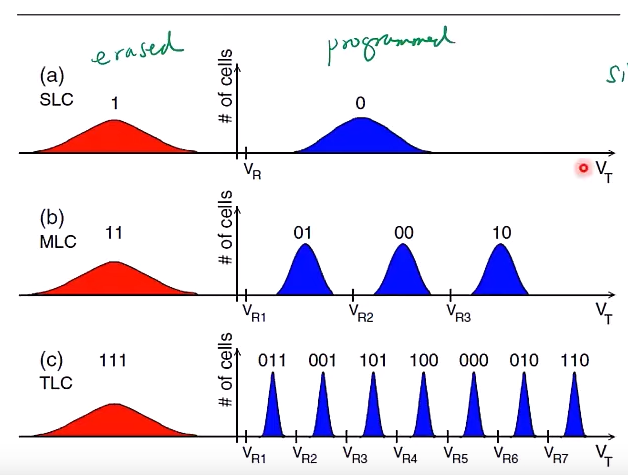 erased programmed
(a)
SLC 1 # of cells 0
V_R V_T
(b)
MLC 11 # of cells 01 00 10
V_R1 V_R2 V_R3 V_T
(c) 111 # of cells 011 001 101 100 000 010 110
TLC
V_R1 V_R2 V_R3 V_R4 V_R5 V_R6 V_R7 V_T